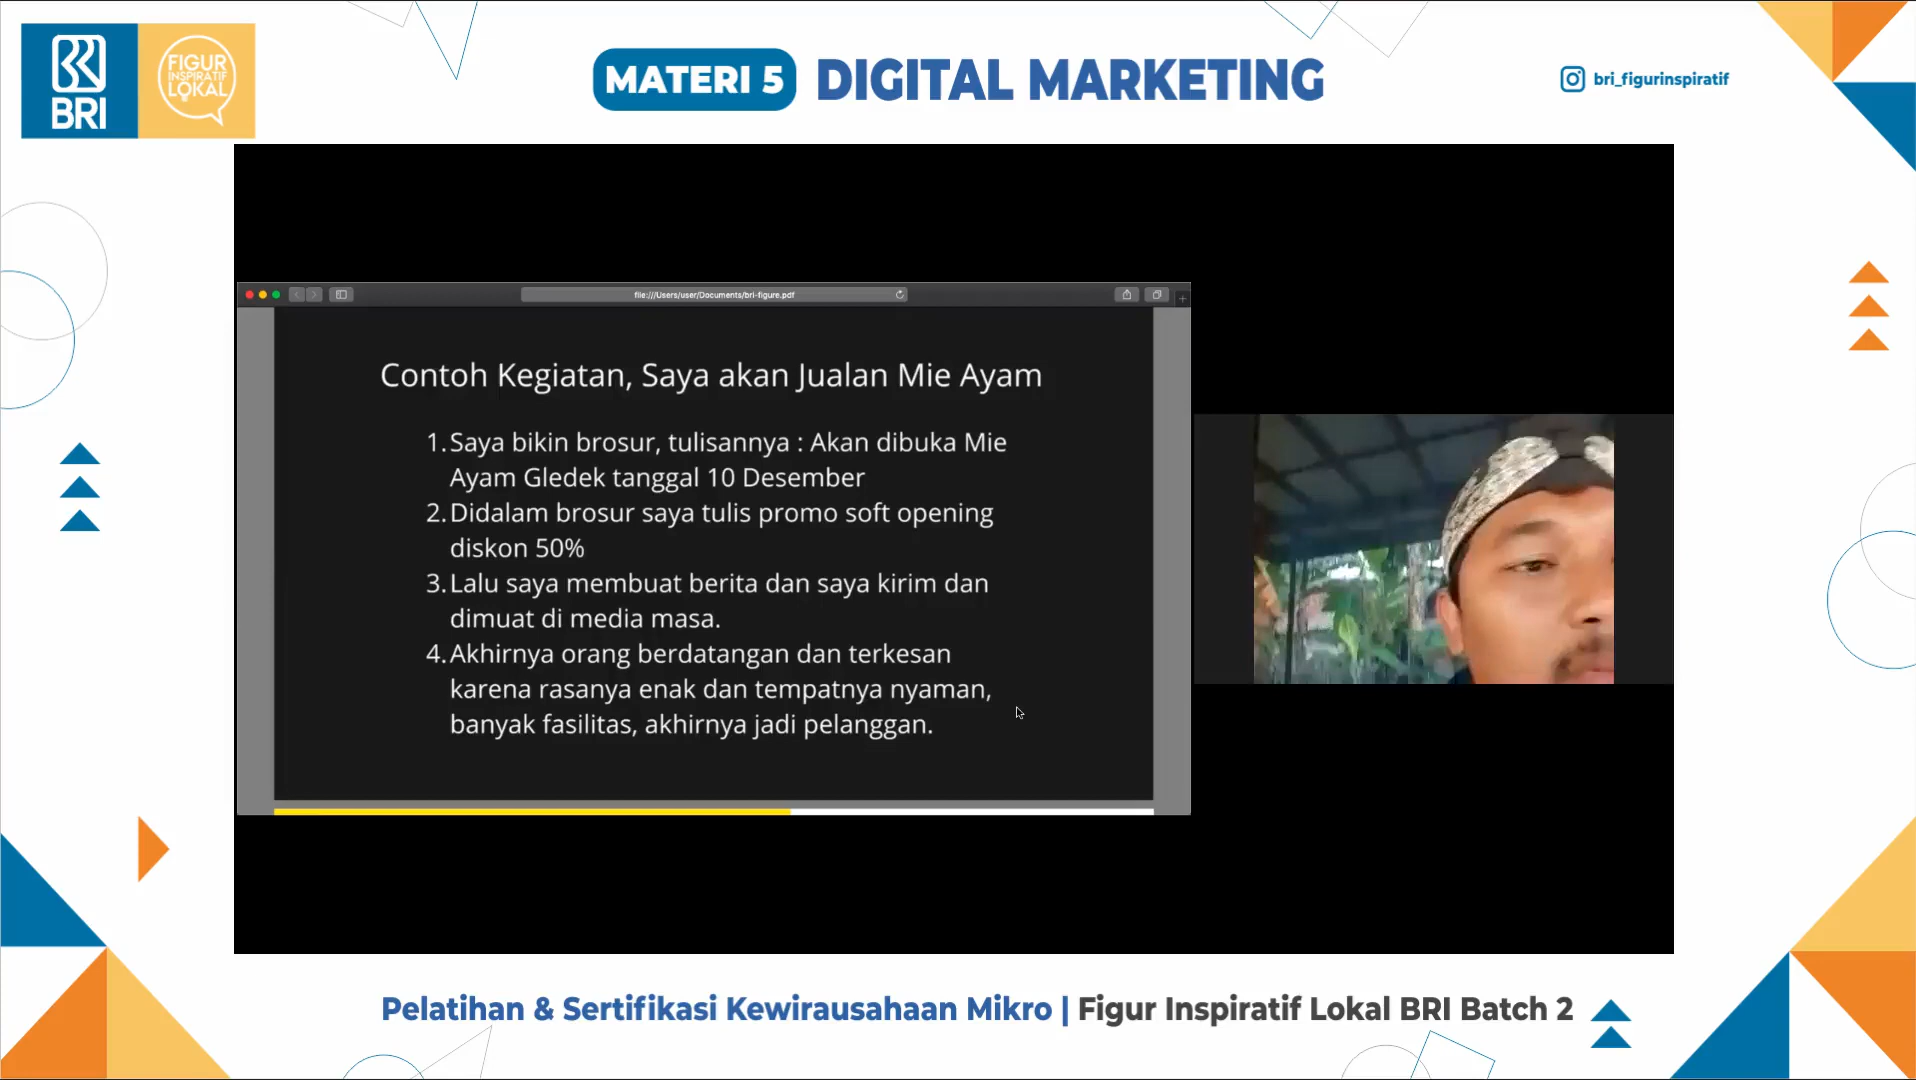 BRI
FIGUR
INSPIRATIF
LOKAL
MATERI 5 DIGITAL MARKETING
bri_figurinspiratif
file:///Users/user/Documents/bri-figure.pdf
Contoh Kegiatan, Saya akan Jualan Mie Ayam
1. Saya bikin brosur, tulisannya : Akan dibuka Mie
Ayam Gledek tanggal 10 Desember
2. Didalam brosur saya tulis promo soft opening
diskon 50%
3. Lalu saya membuat berita dan saya kirim dan
dimuat di media masa.
4. Akhirnya orang berdatangan dan terkesan
karena rasanya enak dan tempatnya nyaman,
banyak fasilitas, akhirnya jadi pelanggan.
Pelatihan & Sertifikasi Kewirausahaan Mikro | Figur Inspiratif Lokal BRI Batch 2